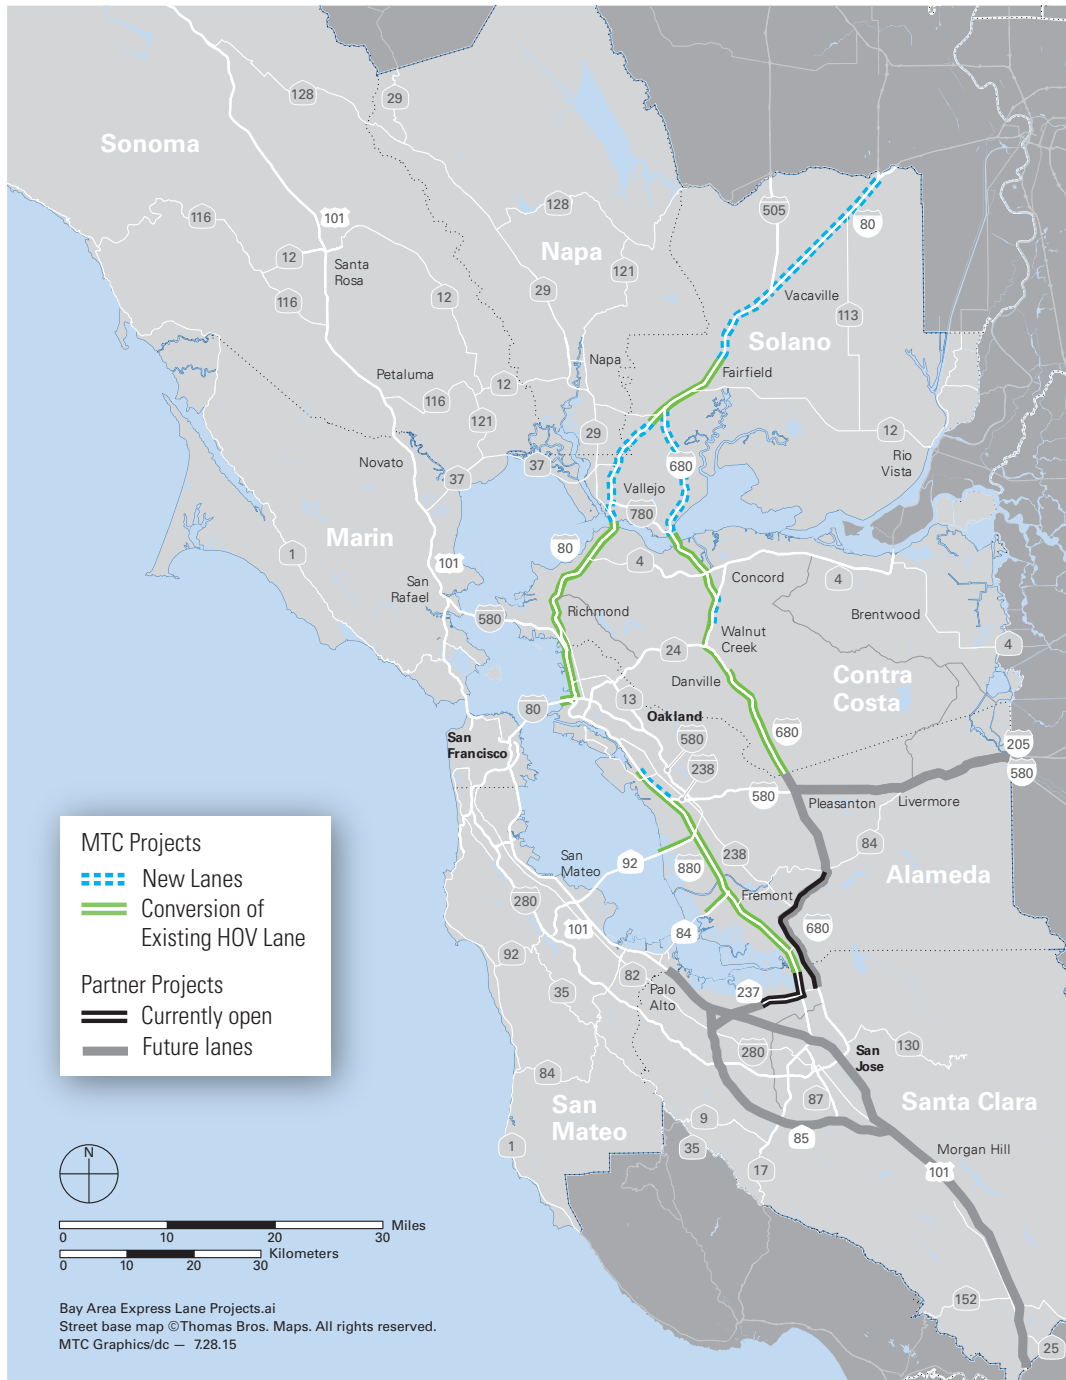 128
29
Sonoma
116
101
128
505
80
12
Santa
Rosa
Napa
121
116
12
29
Vacaville
113
Solano
Napa
Fairfield
Petaluma
12
116
121
29
12
Rio
Vista
Novato
37
37
680
Vallejo
780
Marin
1
80
101
4
Concord
4
San
Rafael
580
Richmond
Brentwood
Walnut
Creek
24
4
Danville
Contra
Costa
13
80
Oakland
San
Francisco
580
680
205
238
580
580
Pleasanton
Livermore
84
MTC Projects
New Lanes
Conversion of
Existing HOV Lane
Partner Projects
Currently open
Future lanes
San
Mateo
92
238
880
Alameda
280
Fremont
101
84
680
92
82
35
Palo
Alto
237
280
San
Jose
130
84
87
Santa Clara
San
Mateo
9
85
1
35
17
Morgan Hill
101
N
Miles
0
10
20
30
Kilometers
0
10
20
30
152
25
Bay Area Express Lane Projects.ai
Street base map ©Thomas Bros. Maps. All rights reserved.
MTC Graphics/dc — 7.28.15